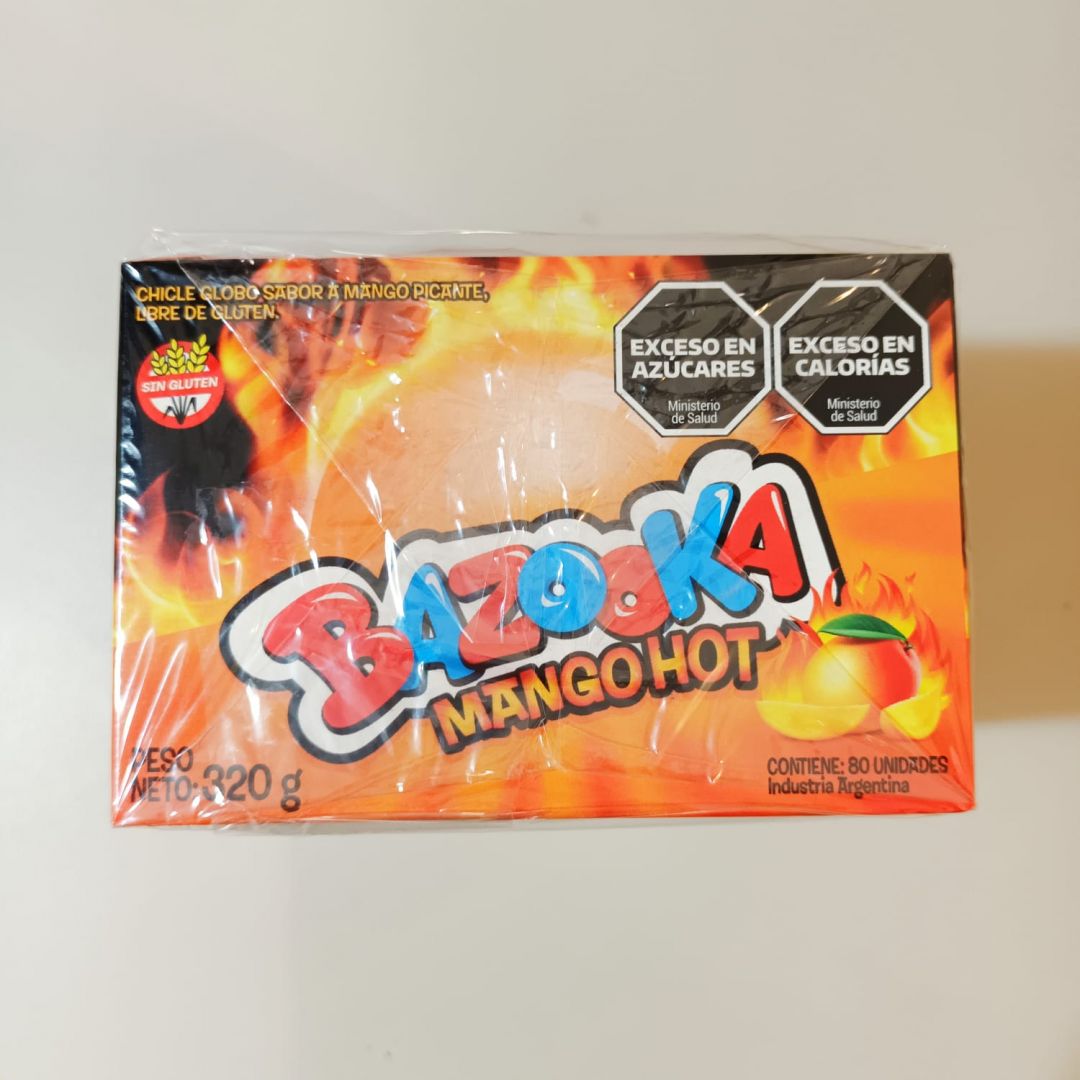 CHICLE GLOBO SABOR A MANGO PICANTE,
LIBRE DE GLUTEN.
SIN GLUTEN
EXCESO EN
AZÚCARES
Ministerio
de Salud
EXCESO EN
CALORÍAS
Ministerio
de Salud
BAZOOKA
MANGO HOT
PESO
NETO: 320 g
CONTIENE: 80 UNIDADES
Industria Argentina